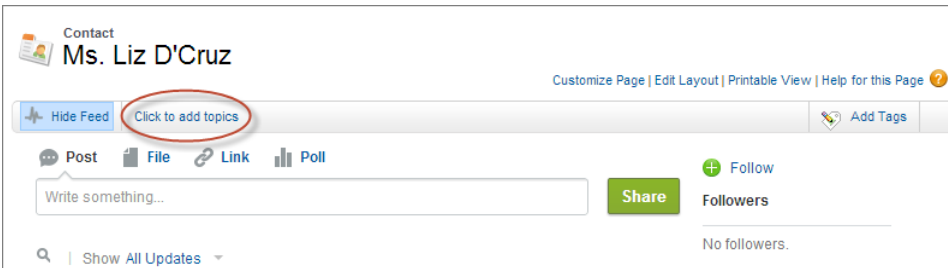 Contact
Ms. Liz D'Cruz
Customize Page | Edit Layout | Printable View | Help for this Page ?
Hide Feed Click to add topics Add Tags
Post File Link Poll
Follow
Write something... Share
Followers
No followers.
Show All Updates